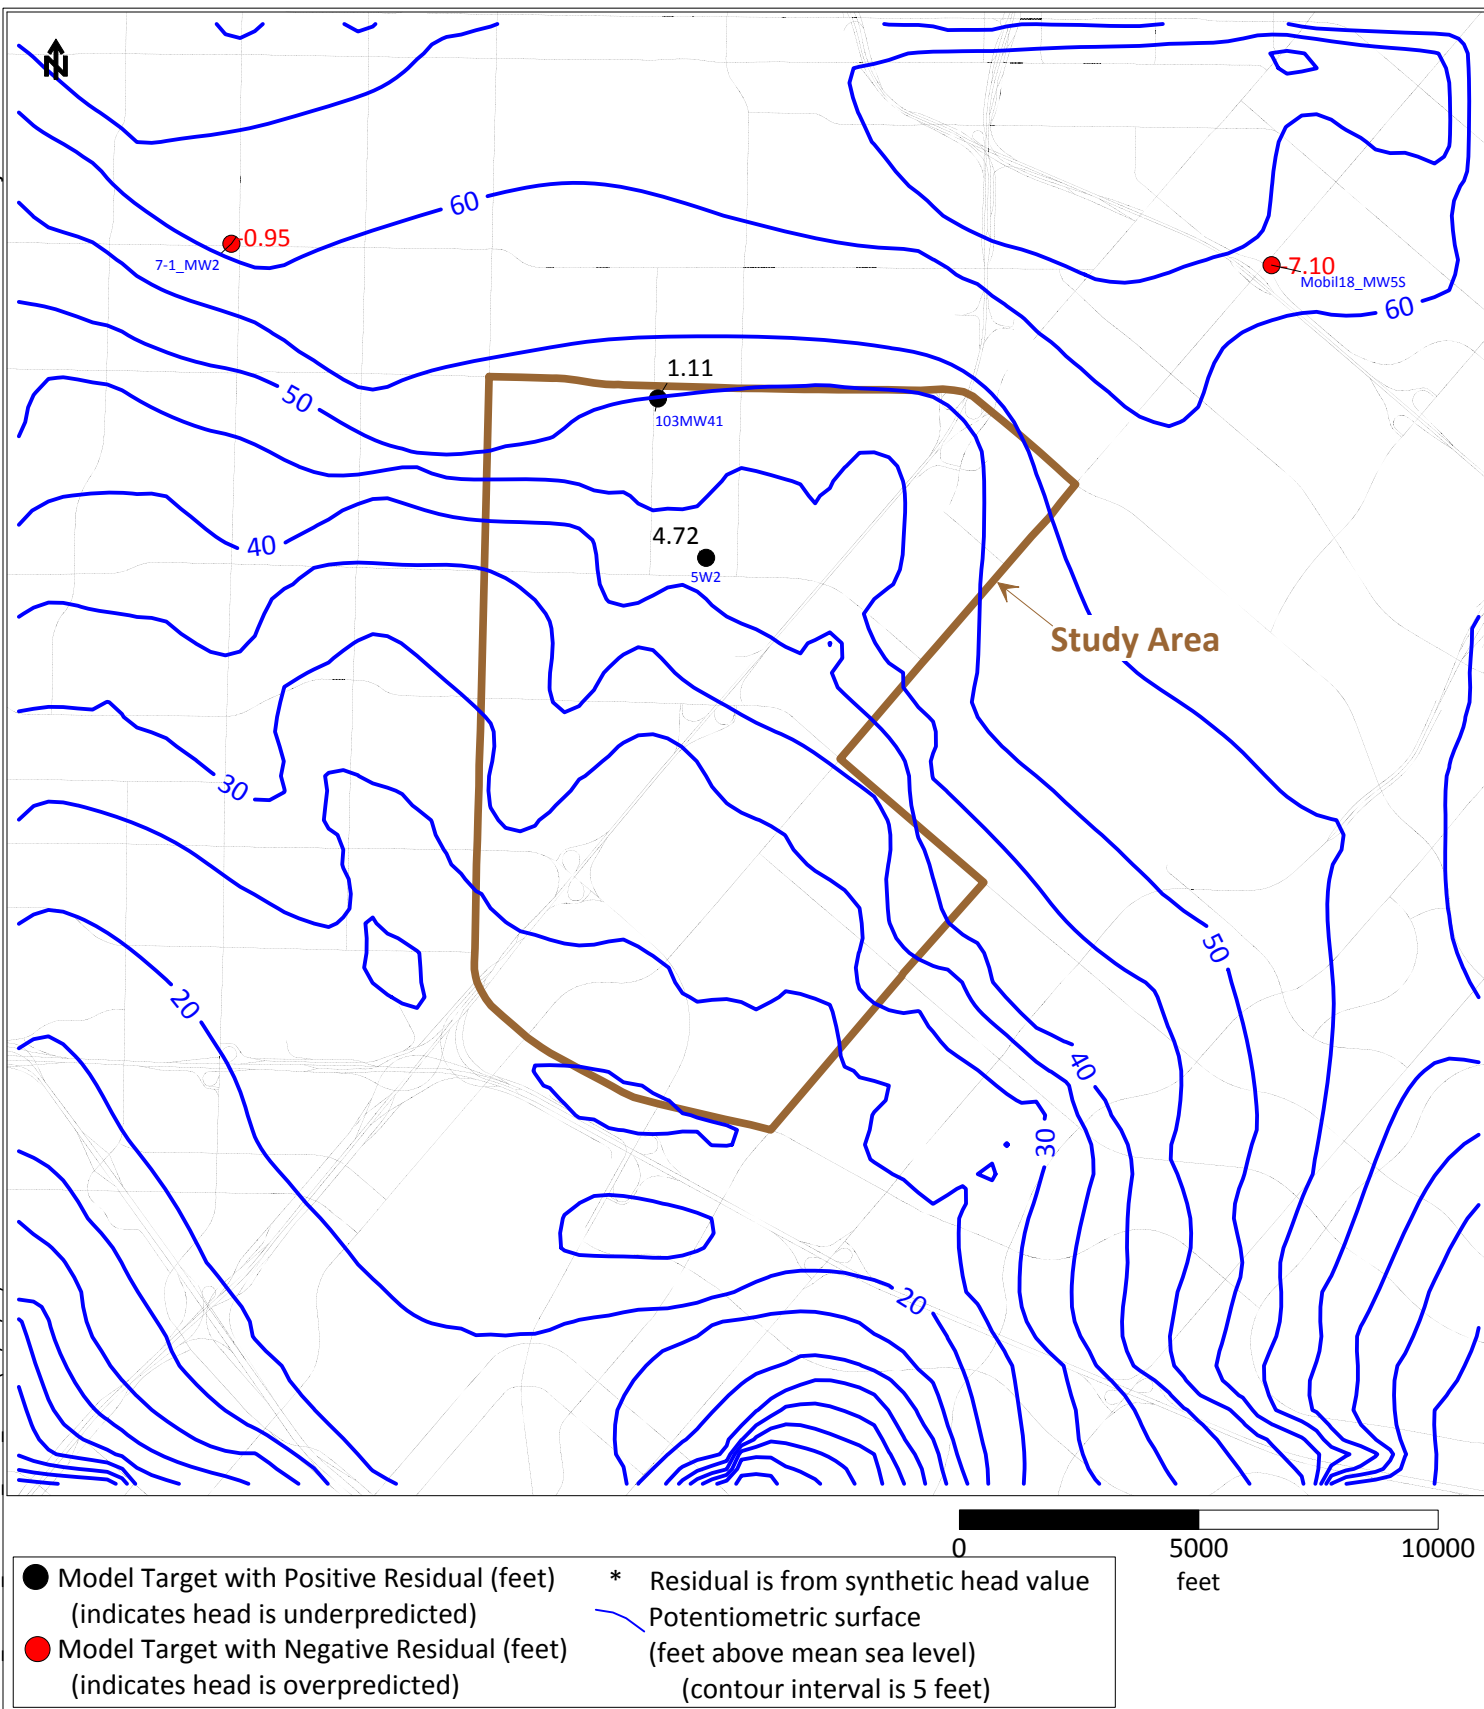 N
60
-0.95
7-1_MW2
-7.10
Mobil18_MW5S
60
1.11
50
103MW41
4.72
40
5W2
Study Area
30
50
20
40
30
20
0
5000
10000
feet
Model Target with Positive Residual (feet)
(indicates head is underpredicted)
Model Target with Negative Residual (feet)
(indicates head is overpredicted)
* Residual is from synthetic head value
Potentiometric surface
(feet above mean sea level)
(contour interval is 5 feet)